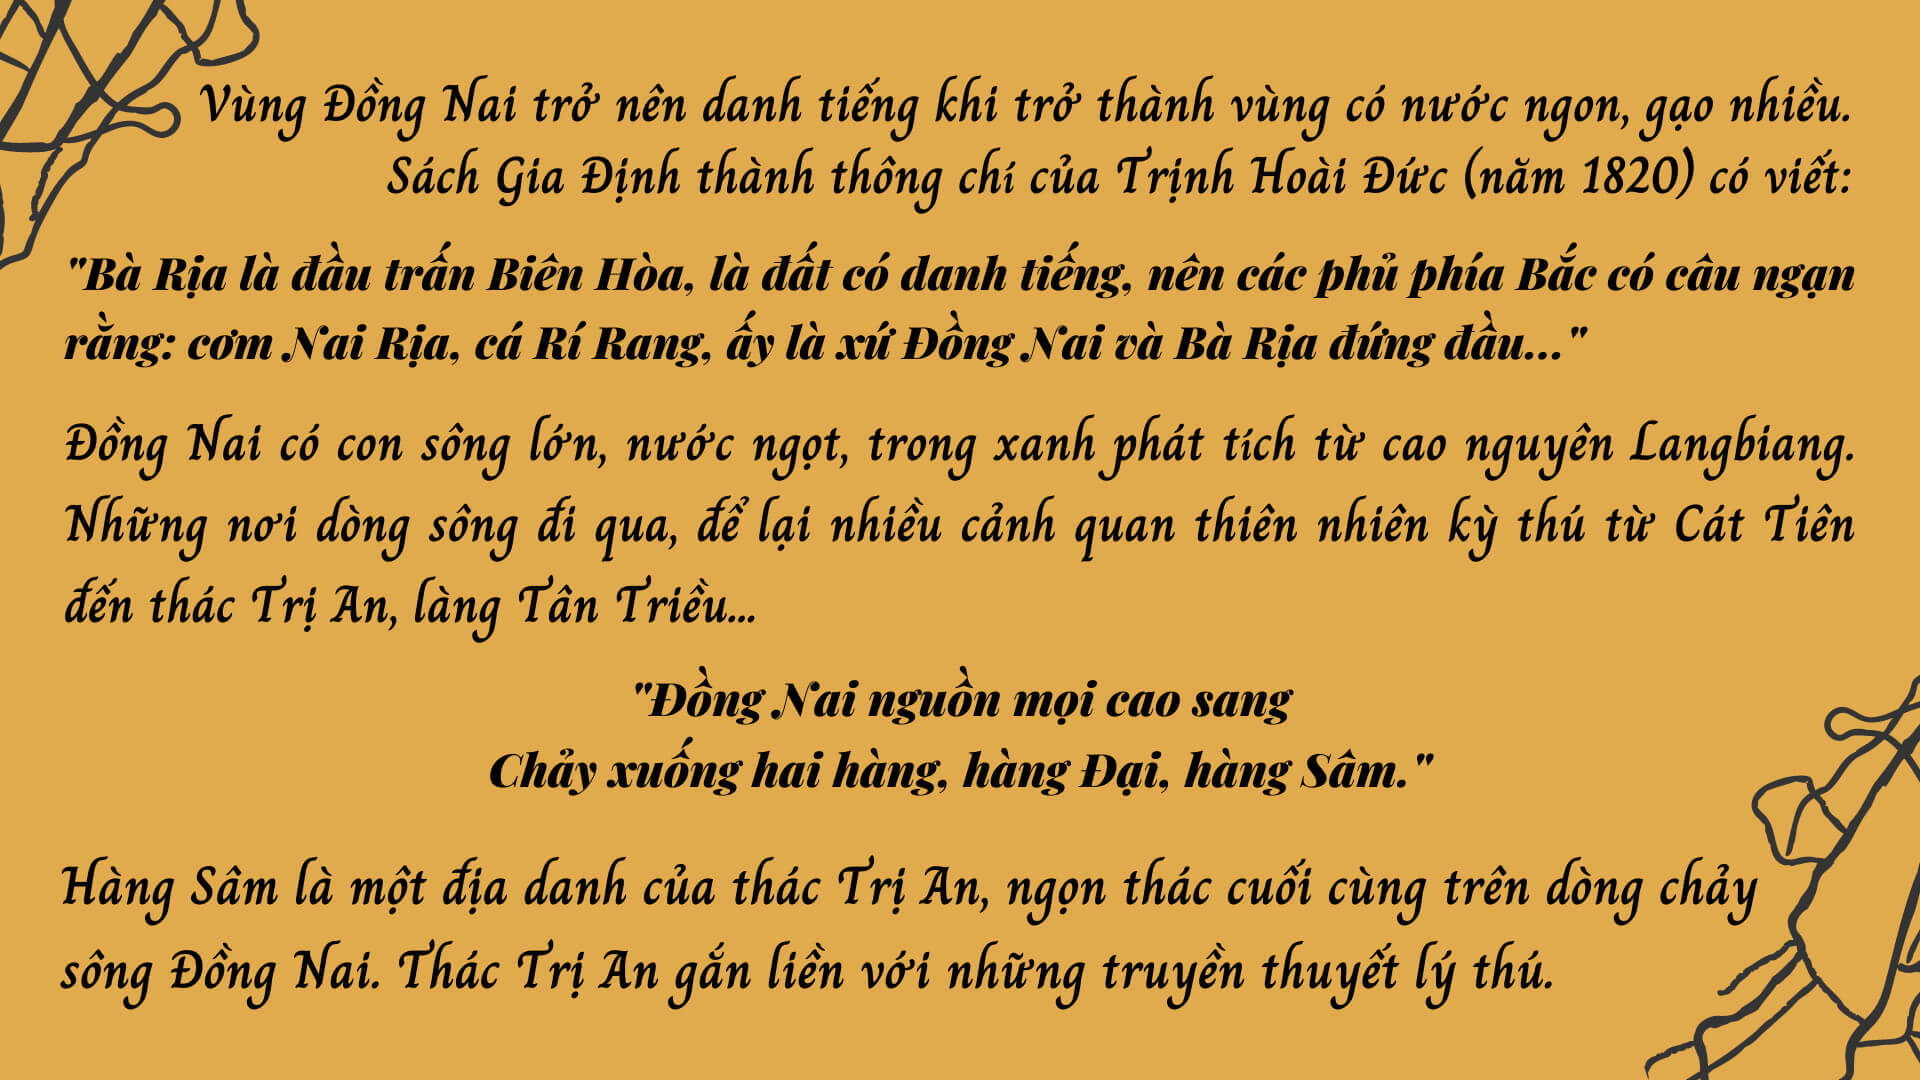 Vùng Đồng Nai trở nên danh tiếng khi trở thành vùng có nước ngon, gạo nhiều.
Sách Gia Định thành thông chí của Trịnh Hoài Đức (năm 1820) có viết:
"Bà Rịa là đầu trấn Biên Hòa, là đất có danh tiếng, nên các phủ phía Bắc có câu ngạn
rằng: cơm Nai Rịa, cá Rí Rang, ấy là xứ Đồng Nai và Bà Rịa đứng đầu..."
Đồng Nai có con sông lớn, nước ngọt, trong xanh phát tích từ cao nguyên Langbiang.
Những nơi dòng sông đi qua, để lại nhiều cảnh quan thiên nhiên kỳ thú từ Cát Tiên
đến thác Trị An, làng Tân Triều...
"Đồng Nai nguồn mọi cao sang
Chảy xuống hai hàng, hàng Đại, hàng Sâm."
Hàng Sâm là một địa danh của thác Trị An, ngọn thác cuối cùng trên dòng chảy
sông Đồng Nai. Thác Trị An gắn liền với những truyền thuyết lý thú.